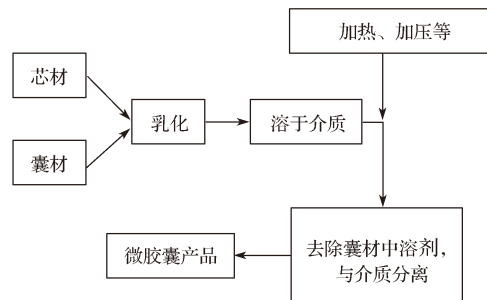 加热、加压等
芯材
乳化
溶于介质
囊材
去除囊材中溶剂，
与介质分离
微胶囊产品